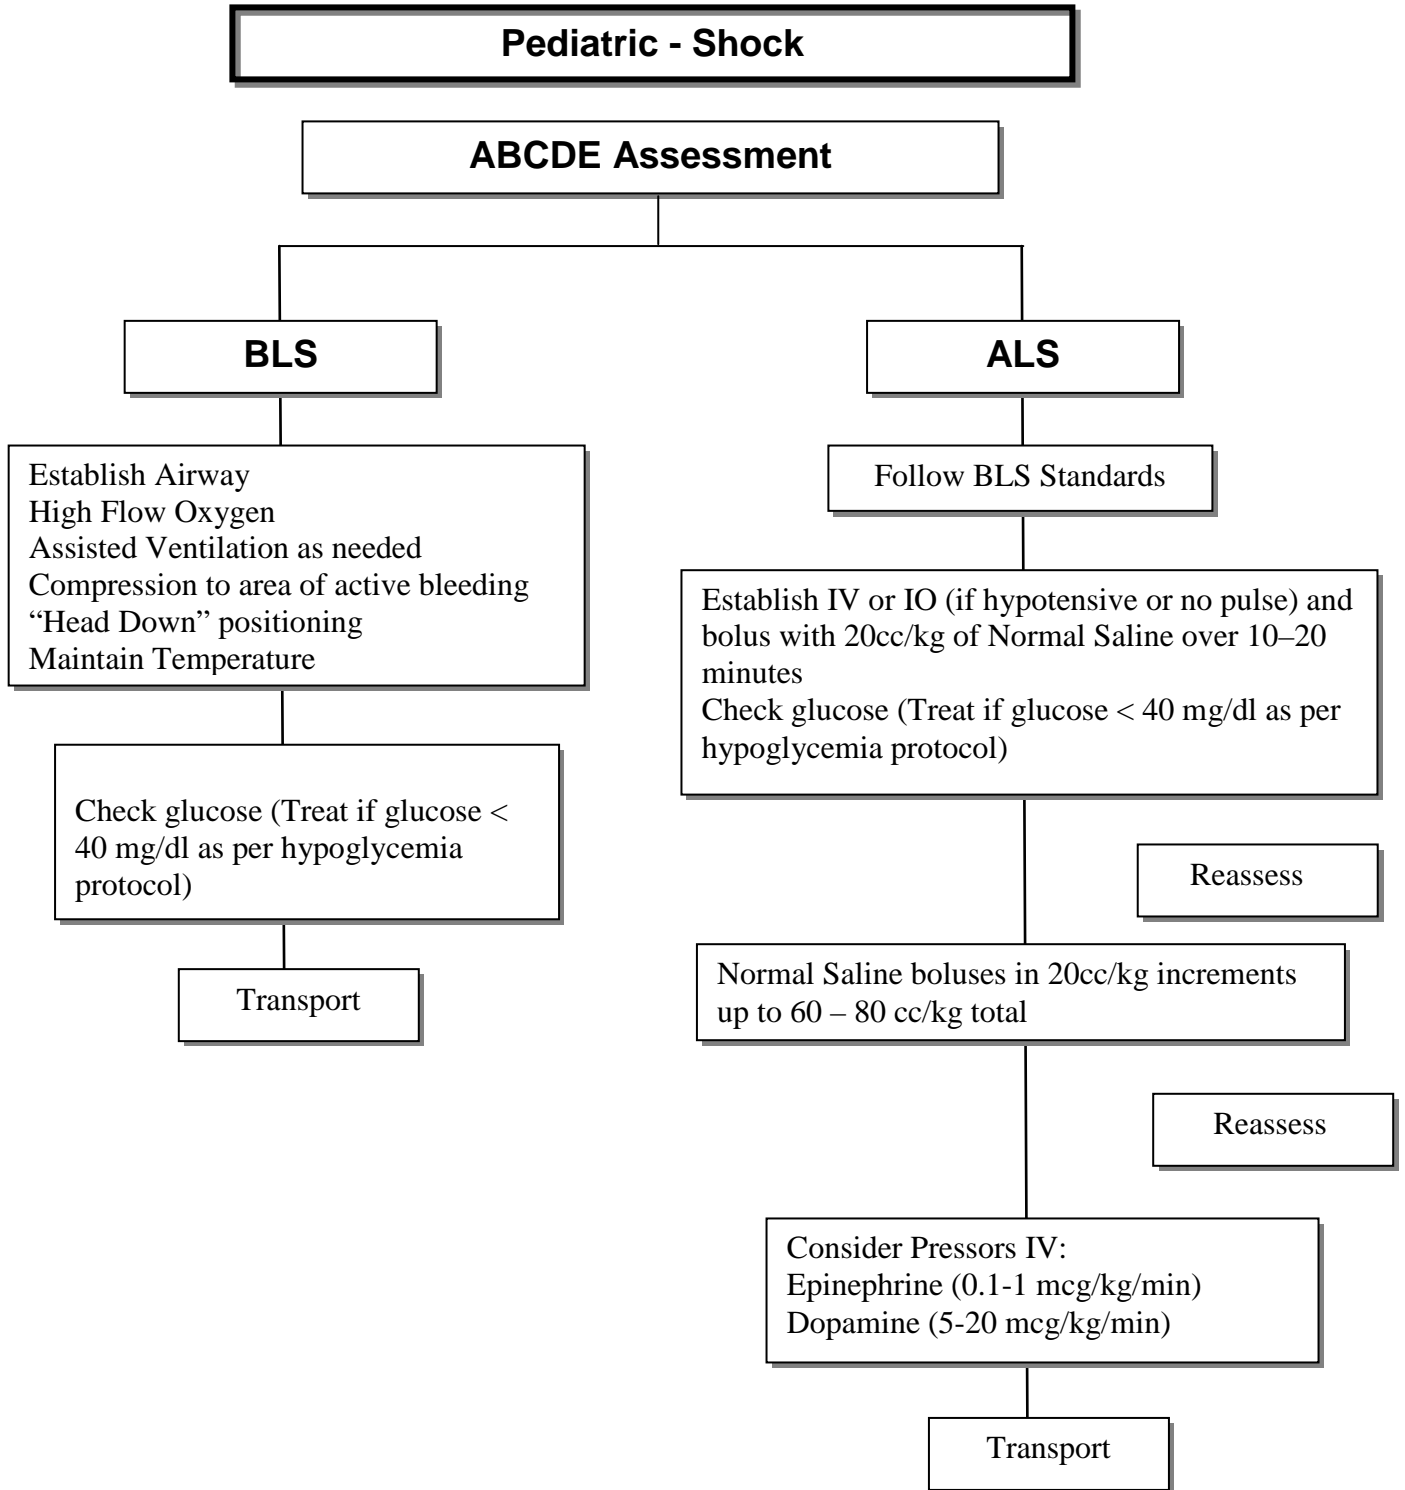 Pediatric - Shock
ABCDE Assessment
BLS
Establish Airway
High Flow Oxygen
Assisted Ventilation as needed
Compression to area of active bleeding
“Head Down” positioning
Maintain Temperature
Check glucose (Treat if glucose <
40 mg/dl as per hypoglycemia
protocol)
Transport
ALS
Follow BLS Standards
Establish IV or IO (if hypotensive or no pulse) and
bolus with 20cc/kg of Normal Saline over 10–20
minutes
Check glucose (Treat if glucose < 40 mg/dl as per
hypoglycemia protocol)
Reassess
Normal Saline boluses in 20cc/kg increments
up to 60 – 80 cc/kg total
Reassess
Consider Pressors IV:
Epinephrine (0.1-1 mcg/kg/min)
Dopamine (5-20 mcg/kg/min)
Transport